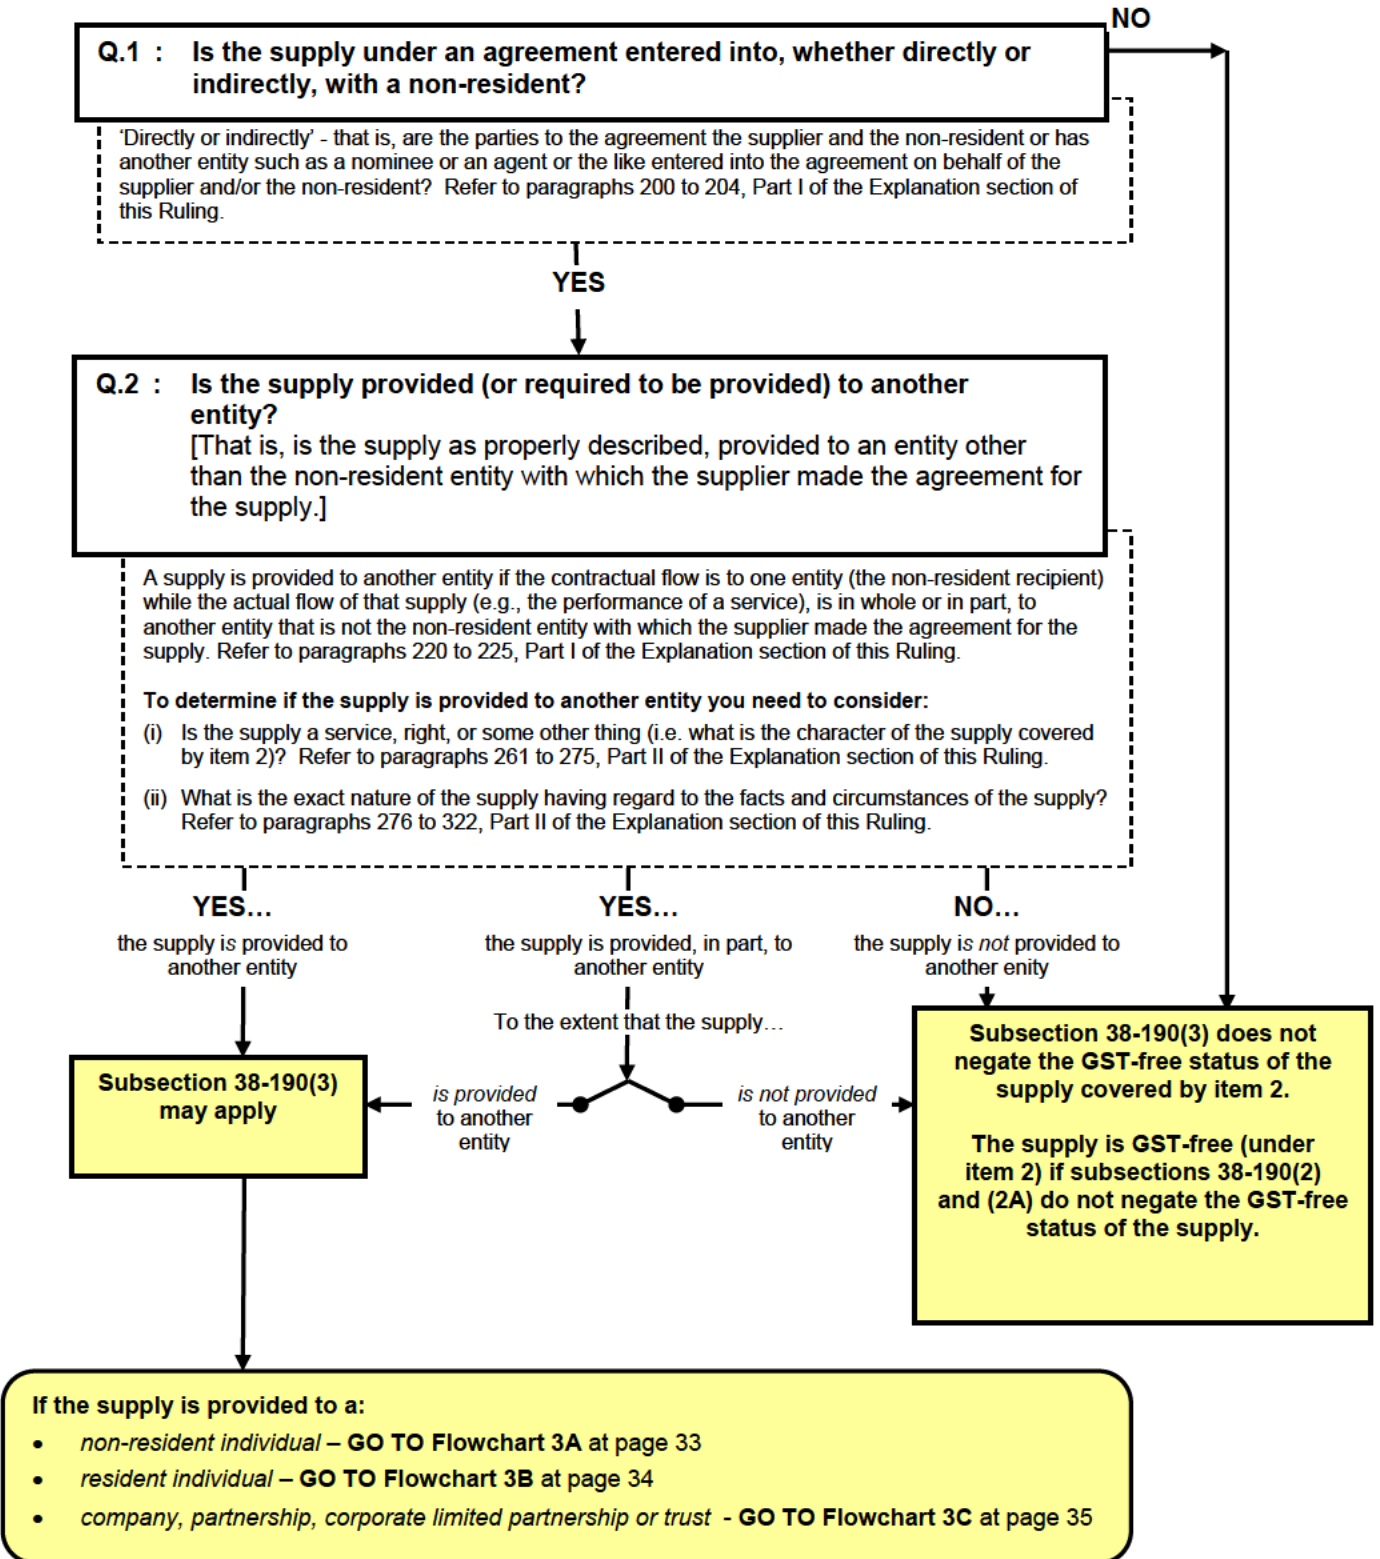 NO
Q.1 : Is the supply under an agreement entered into, whether directly or
indirectly, with a non-resident?
'Directly or indirectly' - that is, are the parties to the agreement the supplier and the non-resident or has
another entity such as a nominee or an agent or the like entered into the agreement on behalf of the
supplier and/or the non-resident? Refer to paragraphs 200 to 204, Part I of the Explanation section of
this Ruling.
YES
Q.2 : Is the supply provided (or required to be provided) to another
entity?
[That is, is the supply as properly described, provided to an entity other
than the non-resident entity with which the supplier made the agreement for
the supply.]
A supply is provided to another entity if the contractual flow is to one entity (the non-resident recipient)
while the actual flow of that supply (e.g., the performance of a service), is in whole or in part, to
another entity that is not the non-resident entity with which the supplier made the agreement for the
supply. Refer to paragraphs 220 to 225, Part I of the Explanation section of this Ruling.
To determine if the supply is provided to another entity you need to consider:
(i) Is the supply a service, right, or some other thing (i.e. what is the character of the supply covered
by item 2)? Refer to paragraphs 261 to 275, Part II of the Explanation section of this Ruling.
(ii) What is the exact nature of the supply having regard to the facts and circumstances of the supply?
Refer to paragraphs 276 to 322, Part II of the Explanation section of this Ruling.
YES…
the supply is provided to
another entity
YES…
the supply is provided, in part, to
another entity
NO…
the supply is not provided to
another enity
To the extent that the supply…
Subsection 38-190(3)
may apply
is provided
to another
entity
is not provided
to another
entity
Subsection 38-190(3) does not
negate the GST-free status of the
supply covered by item 2.
The supply is GST-free (under
item 2) if subsections 38-190(2)
and (2A) do not negate the GST-free
status of the supply.
If the supply is provided to a:
• non-resident individual – GO TO Flowchart 3A at page 33
• resident individual – GO TO Flowchart 3B at page 34
• company, partnership, corporate limited partnership or trust - GO TO Flowchart 3C at page 35